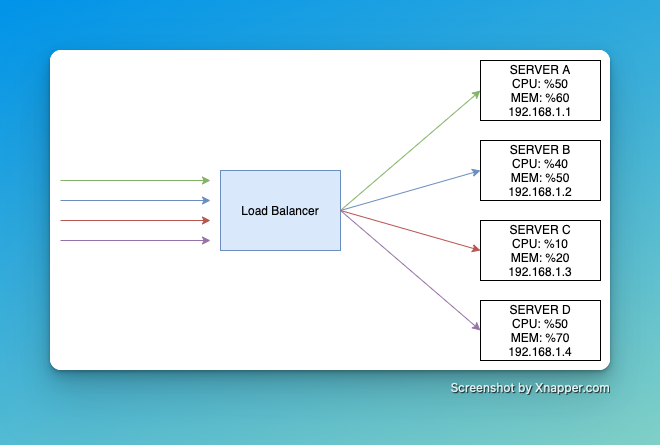 Load Balancer
SERVER A
CPU: %50
MEM: %60
192.168.1.1
SERVER B
CPU: %40
MEM: %50
192.168.1.2
SERVER C
CPU: %10
MEM: %20
192.168.1.3
SERVER D
CPU: %50
MEM: %70
192.168.1.4
Screenshot by Xnapper.com